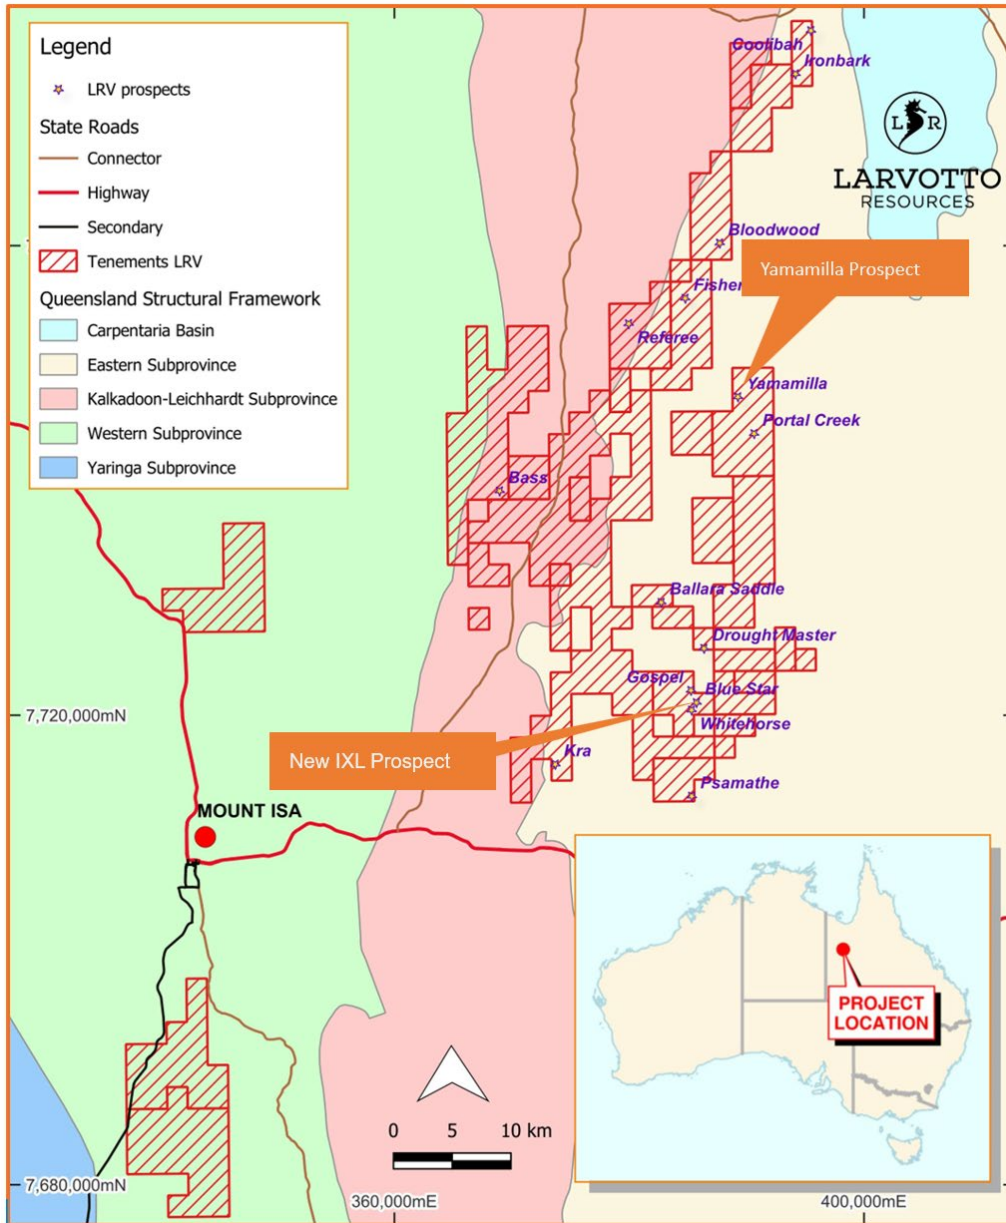 Legend
LRV prospects
State Roads
Connector
Highway
Secondary
Tenements LRV
Queensland Structural Framework
Carpentaria Basin
Eastern Subprovince
Kalkadoon-Leichhardt Subprovince
Western Subprovince
Yaringa Subprovince
Coolibah
Ironbark
L R
LARVOTTO
RESOURCES
Bloodwood
Yamamilla Prospect
Fisher
Referee
Yamamilla
Portal Creek
Bass
Ballara Saddle
Drought Master
Gospel
Blue Star
7,720,000mN
Whitehorse
New IXL Prospect
Kra
Psamathe
MOUNT ISA
PROJECT
LOCATION
0 5 10 km
7,680,000mN
360,000mE
400,000mE